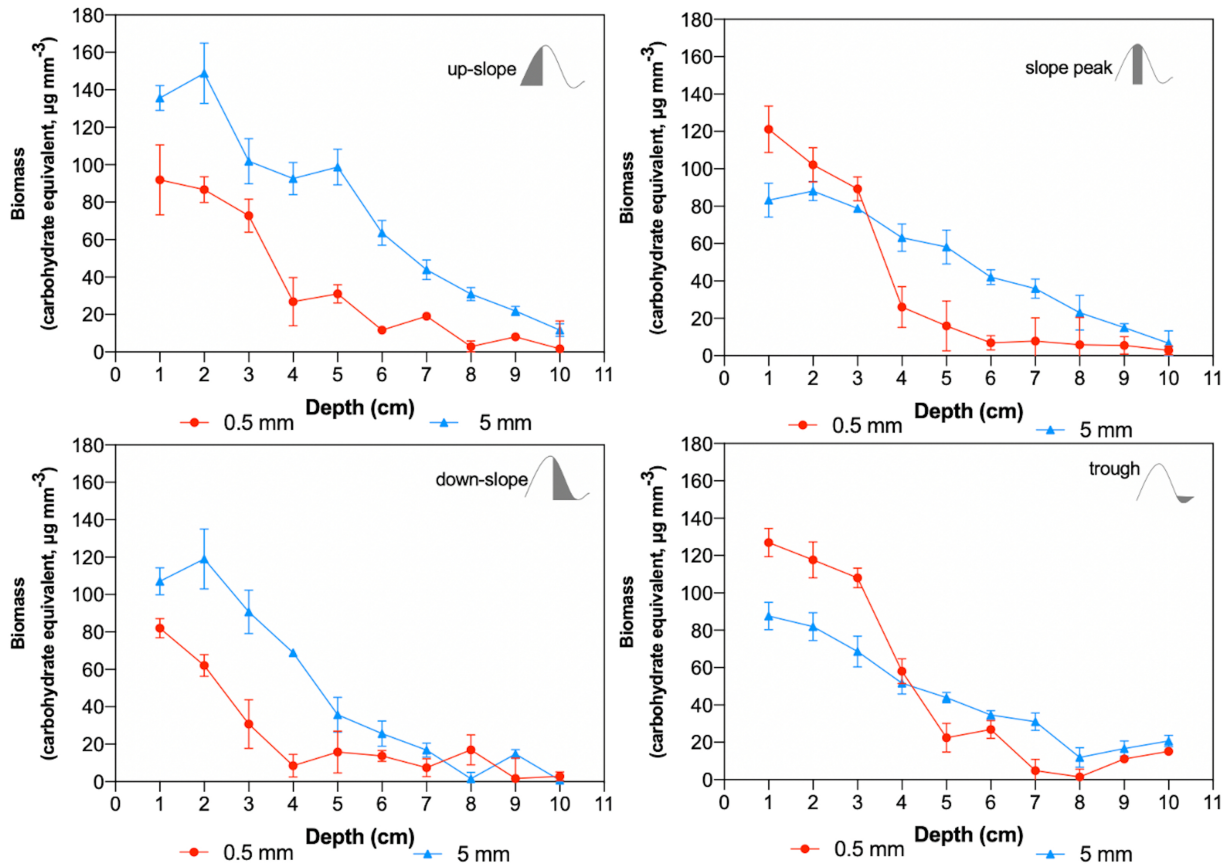 180
160
140
120
100
80
60
40
20
0
Biomass
(carbohydrate equivalent, µg mm⁻³)
up-slope
0 1 2 3 4 5 6 7 8 9 10 11
Depth (cm)
0.5 mm 5 mm
180
160
140
120
100
80
60
40
20
0
Biomass
(carbohydrate equivalent, µg mm⁻³)
slope peak
0 1 2 3 4 5 6 7 8 9 10 11
Depth (cm)
0.5 mm 5 mm
180
160
140
120
100
80
60
40
20
0
Biomass
(carbohydrate equivalent, µg mm⁻³)
down-slope
0 1 2 3 4 5 6 7 8 9 10 11
Depth (cm)
0.5 mm 5 mm
180
160
140
120
100
80
60
40
20
0
Biomass
(carbohydrate equivalent, µg mm⁻³)
trough
0 1 2 3 4 5 6 7 8 9 10 11
Depth (cm)
0.5 mm 5 mm